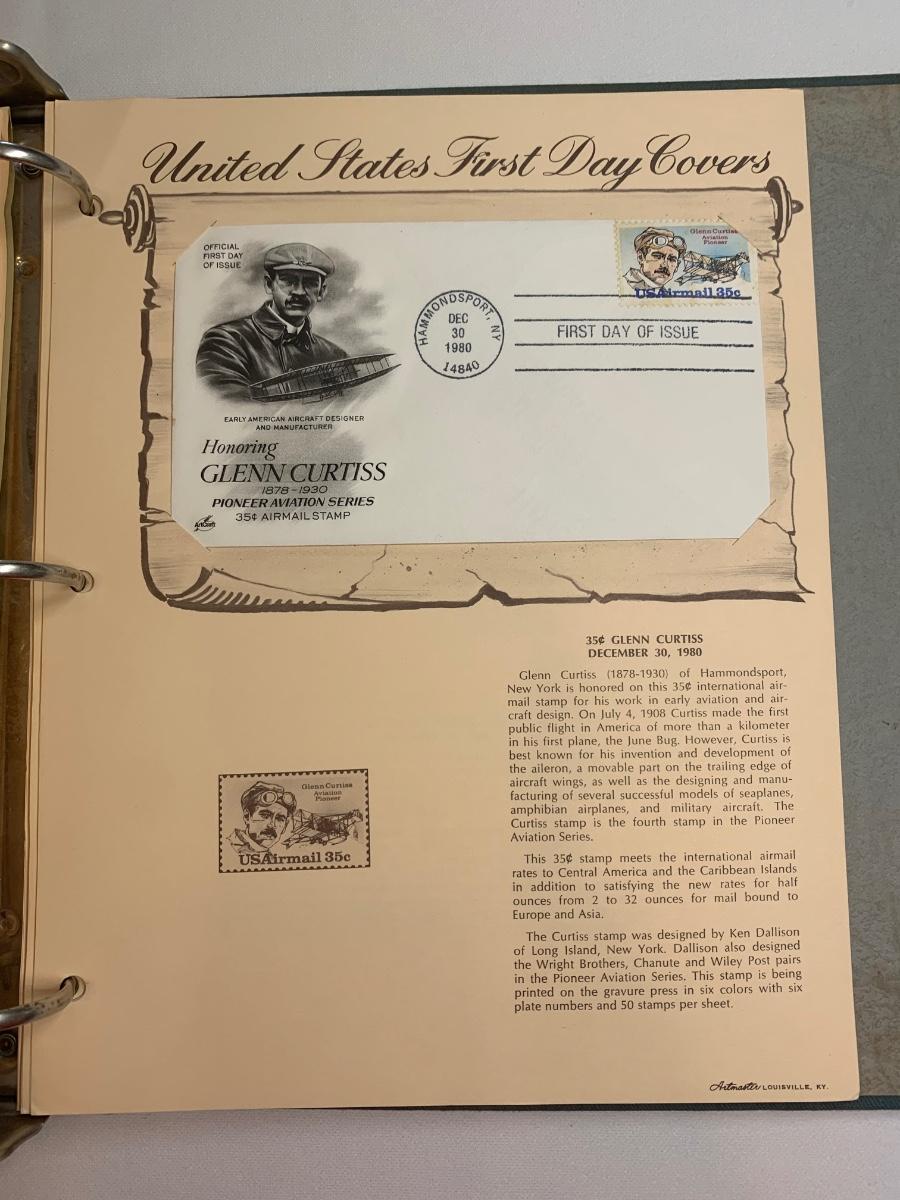 United States First Day Covers
OFFICIAL
FIRST DAY
OF ISSUE
Glenn Curtiss
Aviation
Pioneer
USAirmail 35c
HAMMONDSPORT, NY
DEC
30
1980
14840
FIRST DAY OF ISSUE
EARLY AMERICAN AIRCRAFT DESIGNER
AND MANUFACTURER
Honoring
GLENN CURTISS
1878-1930
PIONEER AVIATION SERIES
35¢ AIRMAIL STAMP
ArtCraft
35¢ GLENN CURTISS
DECEMBER 30, 1980
Glenn Curtiss (1878-1930) of Hammondsport,
New York is honored on this 35¢ international air-
mail stamp for his work in early aviation and air-
craft design. On July 4, 1908 Curtiss made the first
public flight in America of more than a kilometer
in his first plane, the June Bug. However, Curtiss is
best known for his invention and development of
the aileron, a movable part on the trailing edge of
aircraft wings, as well as the designing and manu-
facturing of several successful models of seaplanes,
amphibian airplanes, and military aircraft. The
Curtiss stamp is the fourth stamp in the Pioneer
Aviation Series.
This 35¢ stamp meets the international airmail
rates to Central America and the Caribbean Islands
in addition to satisfying the new rates for half
ounces from 2 to 32 ounces for mail bound to
Europe and Asia.
The Curtiss stamp was designed by Ken Dallison
of Long Island, New York. Dallison also designed
the Wright Brothers, Chanute and Wiley Post pairs
in the Pioneer Aviation Series. This stamp is being
printed on the gravure press in six colors with six
plate numbers and 50 stamps per sheet.
Glenn Curtiss
Aviation
Pioneer
USAirmail 35c
Artmaster LOUISVILLE, KY.